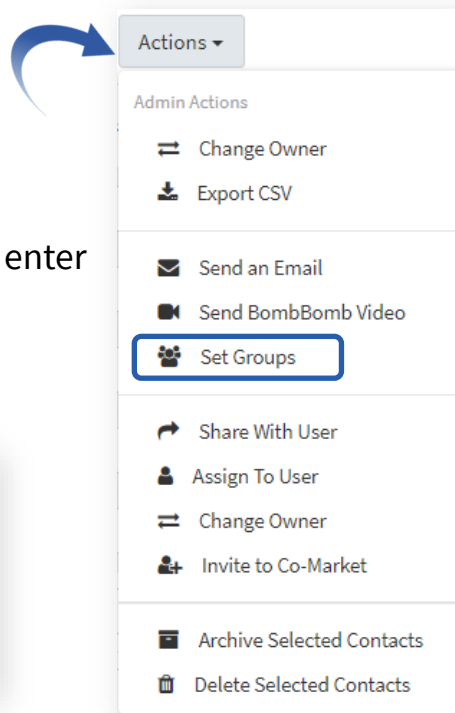 Actions
Admin Actions
Change Owner
Export CSV
enter
Send an Email
Send BombBomb Video
Set Groups
Share With User
Assign To User
Change Owner
Invite to Co-Market
Archive Selected Contacts
Delete Selected Contacts